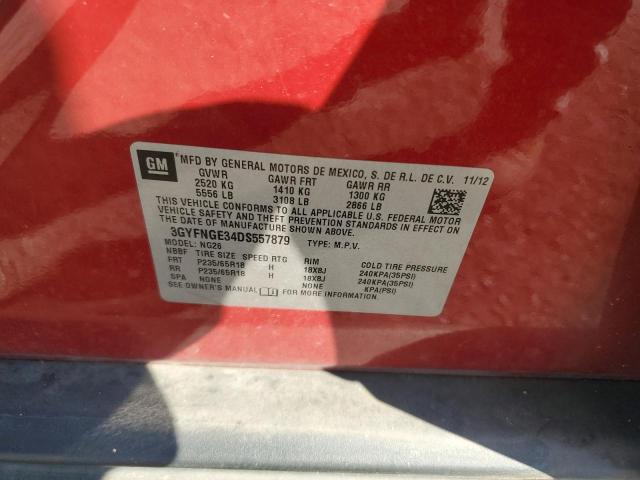 GM MFD BY GENERAL MOTORS DE MEXICO, S. DE R.L. DE C.V. 11/12
GVWR GAWR FRT GAWR RR
2520 KG 1410 KG 1300 KG
5556 LB 3108 LB 2866 LB
THIS VEHICLE CONFORMS TO ALL APPLICABLE U.S. FEDERAL MOTOR
VEHICLE SAFETY AND THEFT PREVENTION STANDARDS IN EFFECT ON
THE DATE OF MANUFACTURE SHOWN ABOVE.
3GYFNGE34DS557879 TYPE: M.P.V.
MODEL: NG26
NBBF TIRE SIZE SPEED RTG RIM COLD TIRE PRESSURE
FRT P235/65R18 H 18X8J 240KPA(35PSI)
RR P235/65R18 H 18X8J 240KPA(35PSI)
SPA NONE NONE KPA(PSI)
SEE OWNER'S MANUAL FOR MORE INFORMATION.